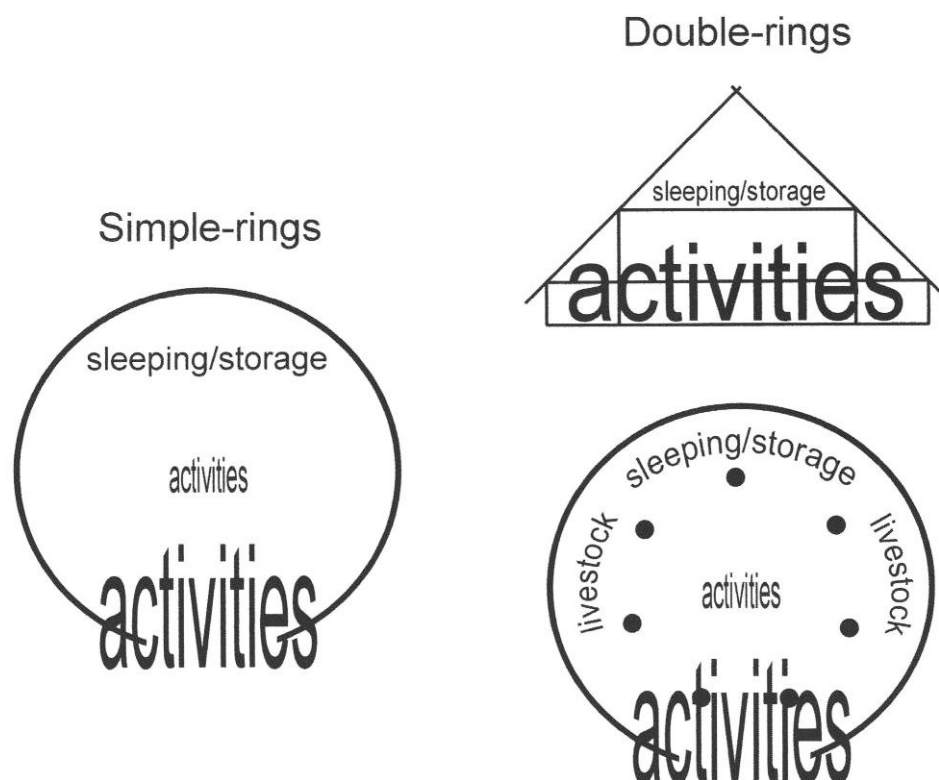 Double-rings
sleeping/storage
activities
Simple-rings
sleeping/storage
activities
activities
sleeping/storage
livestock
livestock
activities
activities